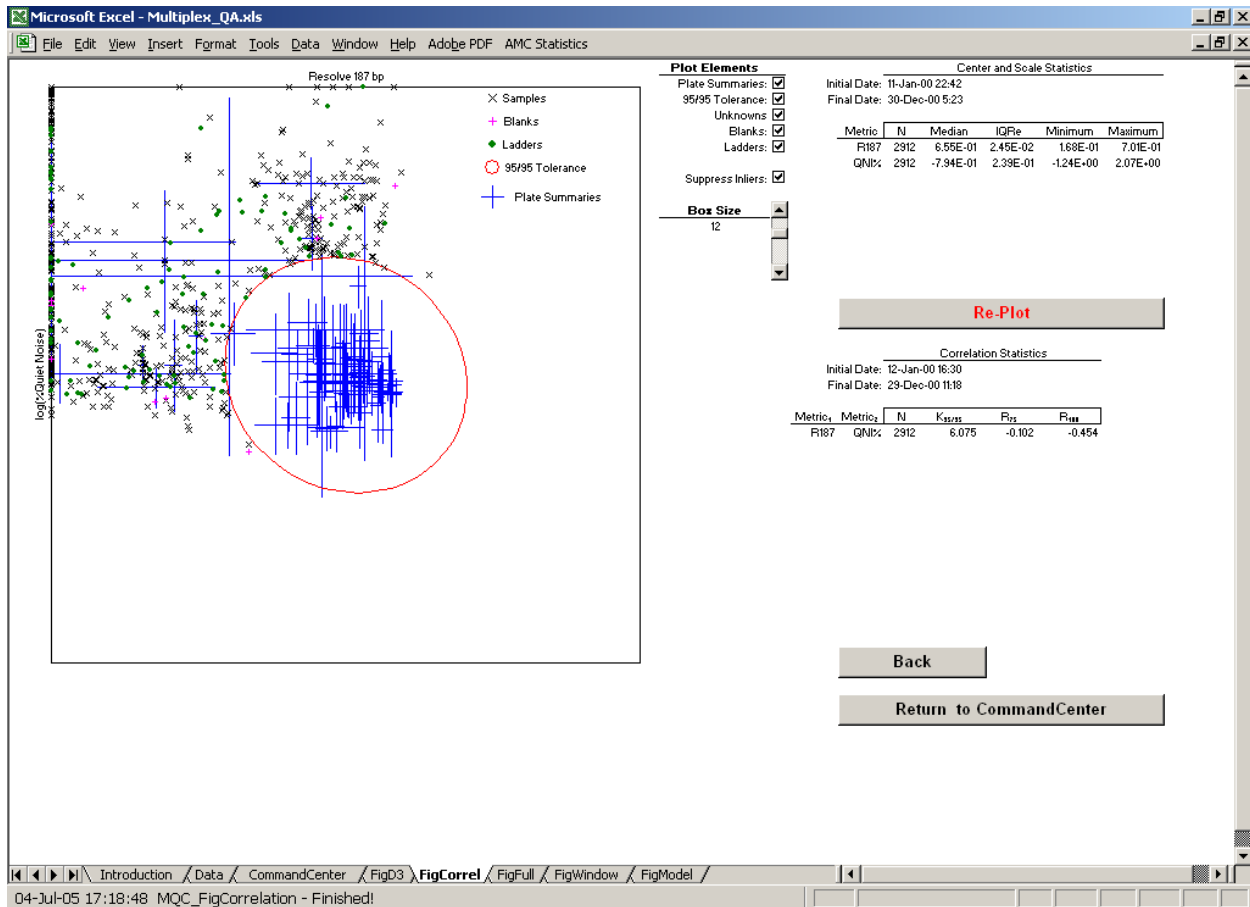 Microsoft Excel - Multiplex_QA.xls
File Edit View Insert Format Tools Data Window Help Adobe PDF AMC Statistics
Resolve 187 bp
log(%Quiet Noise)
Samples
Blanks
Ladders
95/95 Tolerance
Plate Summaries
Plot Elements
Plate Summaries:
95/95 Tolerance:
Unknowns
Blanks:
Ladders:
Suppress Inliers:
Box Size
12
Center and Scale Statistics
Initial Date: 11-Jan-00 22:42
Final Date: 30-Dec-00 5:23
Metric N Median IQRe Minimum Maximum
R187 2912 6.55E-01 2.45E-02 1.68E-01 7.01E-01
QNI% 2912 -7.94E-01 2.39E-01 -1.24E+00 2.07E+00
Re-Plot
Correlation Statistics
Initial Date: 12-Jan-00 16:30
Final Date: 29-Dec-00 11:18
Metric₁ Metric₂ N K₉₅/₉₅ R₇₅ R₁₀₀
R187 QNI% 2912 6.075 -0.102 -0.454
Back
Return to CommandCenter
Introduction Data CommandCenter FigD3 FigCorrel FigFull FigWindow FigModel
04-Jul-05 17:18:48 MQC_FigCorrelation - Finished!